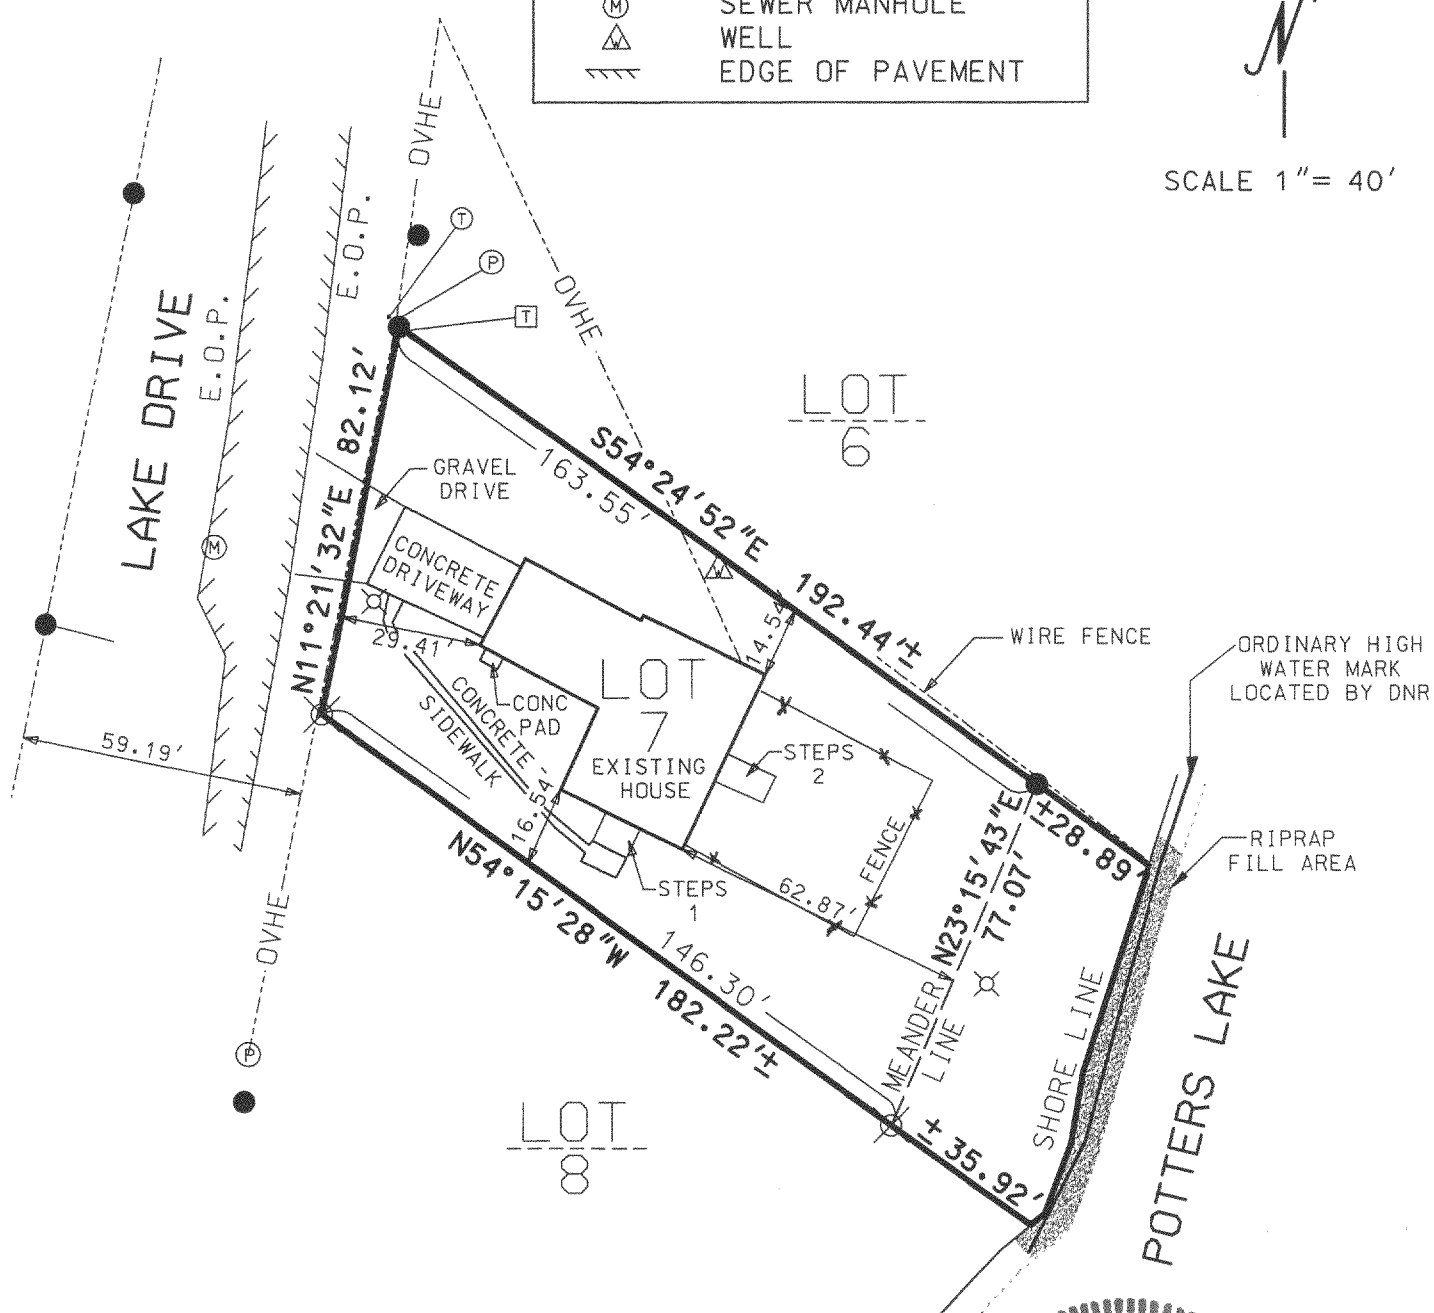 M SEWER MANHOLE
W WELL
EDGE OF PAVEMENT
N
SCALE 1"= 40'
OVHE
E.O.P.
T
P
T
OVHE
LAKE DRIVE
E.O.P.
LOT
6
N11°21'32"E 82.12'
S54°24'52"E 192.44'±
163.55'
GRAVEL
DRIVE
CONCRETE
DRIVEWAY
M
W
14.54'
WIRE FENCE
ORDINARY HIGH
WATER MARK
LOCATED BY DNR
29.41'
LOT
7
CONC
PAD
CONCRETE
SIDEWALK
EXISTING
HOUSE
STEPS
2
59.19'
16.54'
FENCE
N23°15'43"E
77.07'
±28.89'
RIPRAP
FILL AREA
STEPS
1
62.87'
N54°15'28"W 182.22'±
146.30'
OVHE
MEANDER
LINE
SHORE LINE
POTTERS LAKE
P
LOT
8
± 35.92'